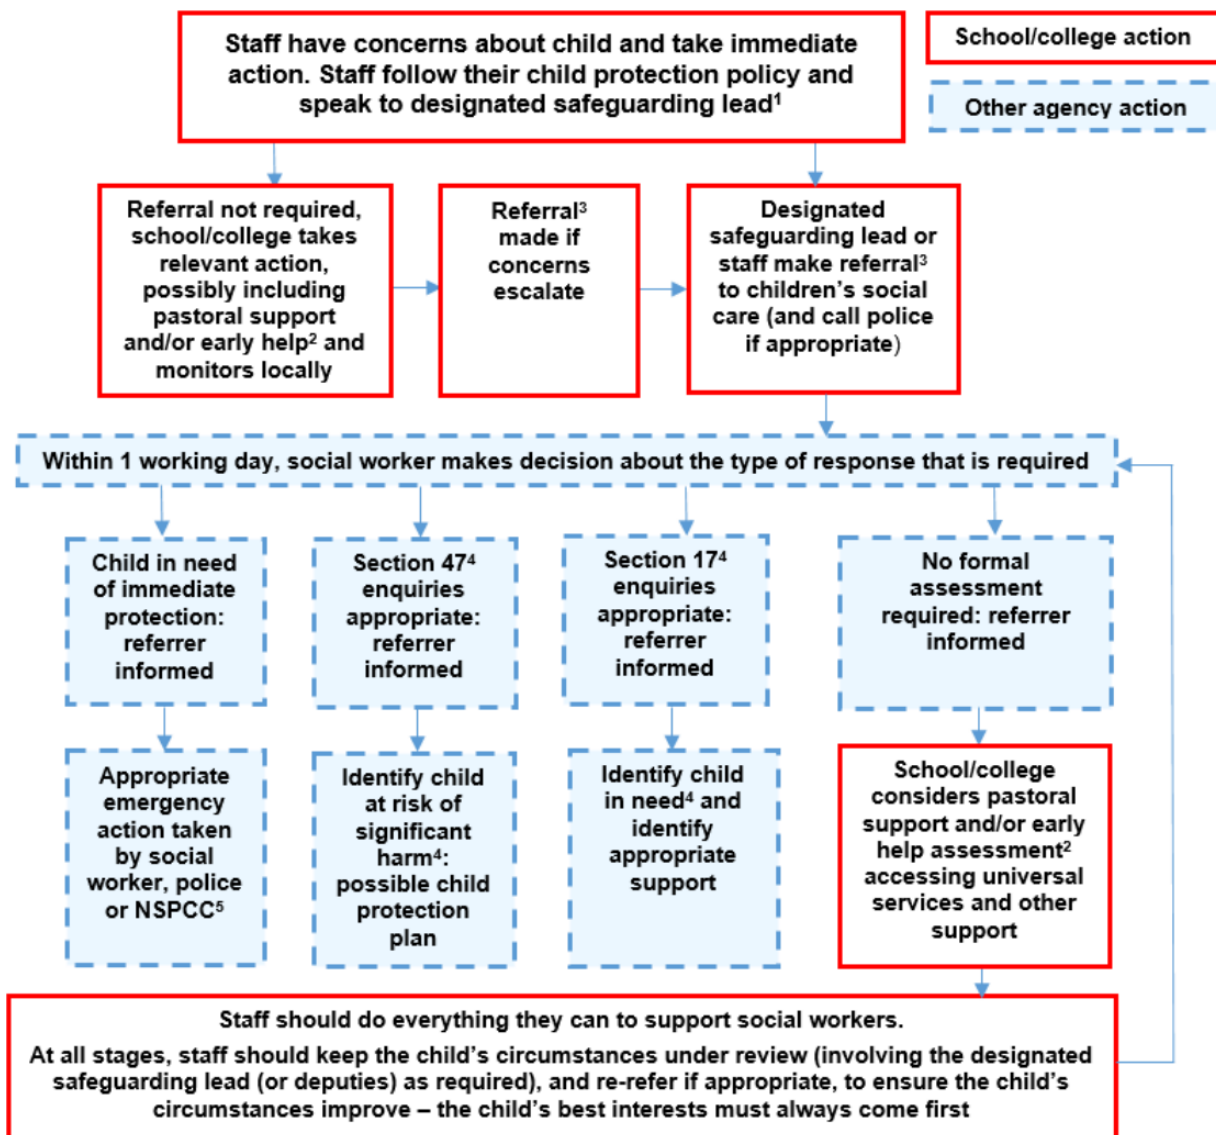 Staff have concerns about child and take immediate
action. Staff follow their child protection policy and
speak to designated safeguarding lead¹
School/college action
Other agency action
Referral not required,
school/college takes
relevant action,
possibly including
pastoral support
and/or early help² and
monitors locally
Referral³
made if
concerns
escalate
Designated
safeguarding lead or
staff make referral³
to children’s social
care (and call police
if appropriate)
Within 1 working day, social worker makes decision about the type of response that is required
Child in need
of immediate
protection:
referrer
informed
Section 47⁴
enquiries
appropriate:
referrer
informed
Section 17⁴
enquiries
appropriate:
referrer
informed
No formal
assessment
required: referrer
informed
Appropriate
emergency
action taken
by social
worker, police
or NSPCC⁵
Identify child
at risk of
significant
harm⁴:
possible child
protection
plan
Identify child
in need⁴ and
identify
appropriate
support
School/college
considers pastoral
support and/or early
help assessment²
accessing universal
services and other
support
Staff should do everything they can to support social workers.
At all stages, staff should keep the child’s circumstances under review (involving the designated
safeguarding lead (or deputies) as required), and re-refer if appropriate, to ensure the child’s
circumstances improve – the child’s best interests must always come first